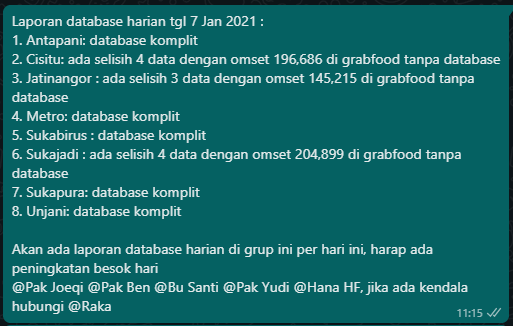 Laporan database harian tgl 7 Jan 2021 :
1. Antapani: database komplit
2. Cisitu: ada selisih 4 data dengan omset 196,686 di grabfood tanpa database
3. Jatinangor : ada selisih 3 data dengan omset 145,215 di grabfood tanpa
database
4. Metro: database komplit
5. Sukabirus : database komplit
6. Sukajadi : ada selisih 4 data dengan omset 204,899 di grabfood tanpa
database
7. Sukapura: database komplit
8. Unjani: database komplit
Akan ada laporan database harian di grup ini per hari ini, harap ada
peningkatan besok hari
@Pak Joeqi @Pak Ben @Bu Santi @Pak Yudi @Hana HF, jika ada kendala
hubungi @Raka
11:15